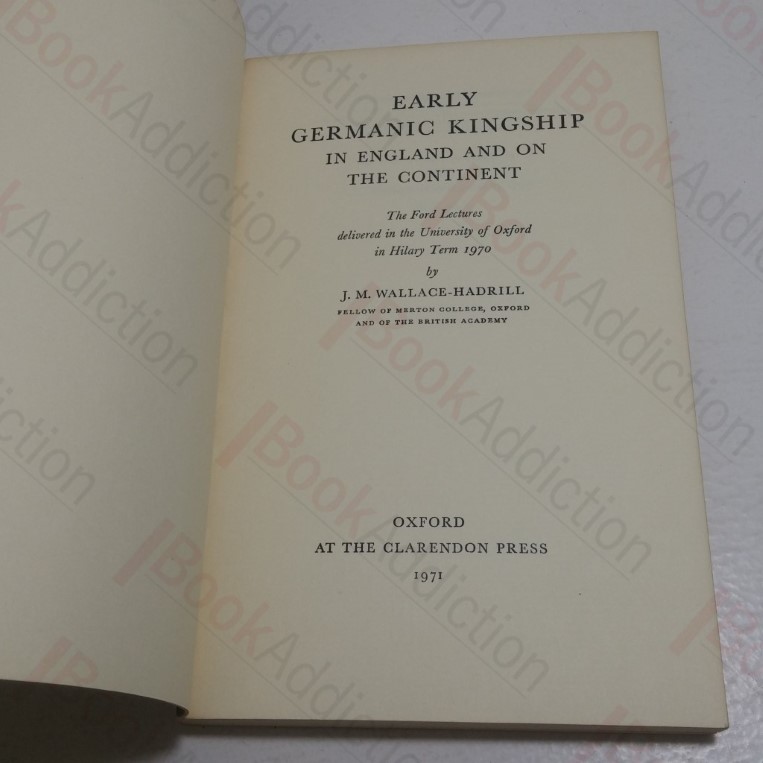 EARLY
GERMANIC KINGSHIP
IN ENGLAND AND ON
THE CONTINENT
The Ford Lectures
delivered in the University of Oxford
in Hilary Term 1970
by
J. M. WALLACE-HADRILL
FELLOW OF MERTON COLLEGE, OXFORD
AND OF THE BRITISH ACADEMY
OXFORD
AT THE CLARENDON PRESS
1971
BookAddiction